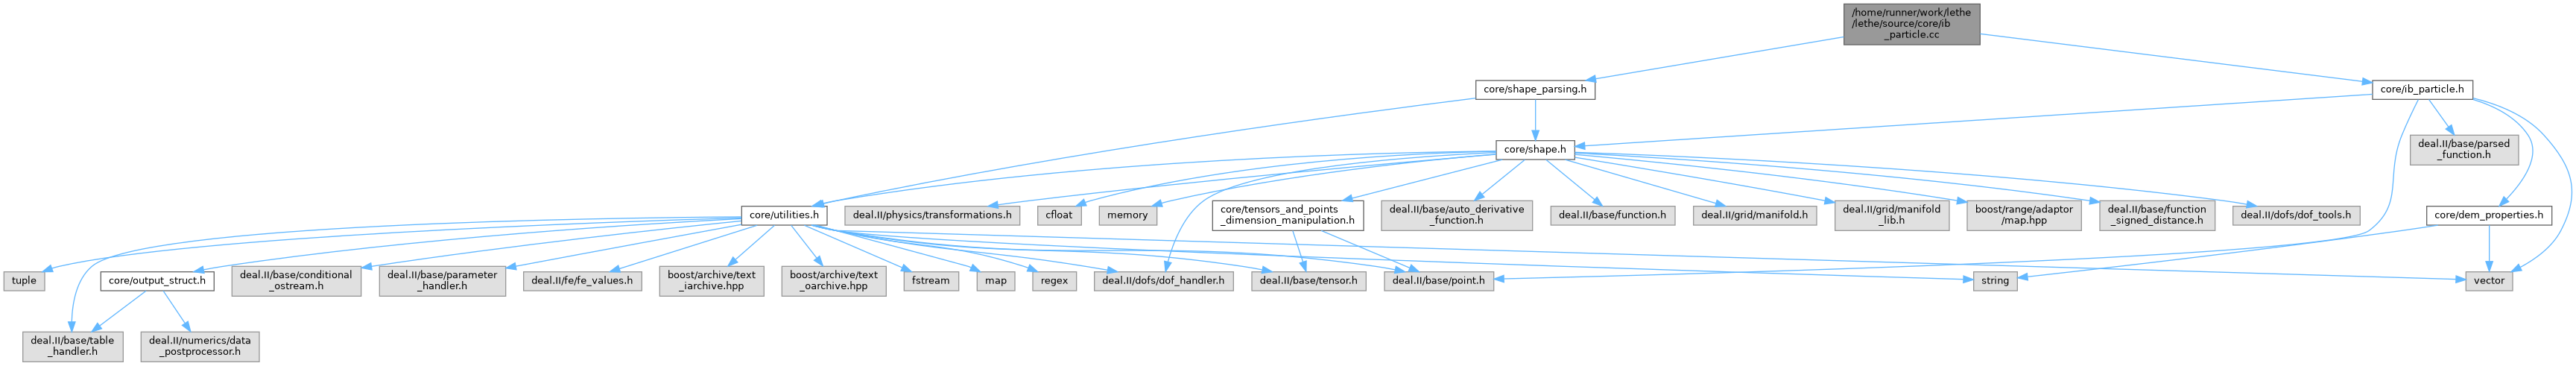 /home/runner/work/lethe
/lethe/source/core/ib
_particle.cc
core/shape_parsing.h
core/ib_particle.h
core/shape.h
deal.II/base/parsed
_function.h
core/utilities.h
deal.II/physics/transformations.h
cfloat
memory
core/tensors_and_points
_dimension_manipulation.h
deal.II/base/auto_derivative
_function.h
deal.II/base/function.h
deal.II/grid/manifold.h
deal.II/grid/manifold
_lib.h
boost/range/adaptor
/map.hpp
deal.II/base/function
_signed_distance.h
deal.II/dofs/dof_tools.h
core/dem_properties.h
tuple
core/output_struct.h
deal.II/base/conditional
_ostream.h
deal.II/base/parameter
_handler.h
deal.II/fe/fe_values.h
boost/archive/text
_iarchive.hpp
boost/archive/text
_oarchive.hpp
fstream
map
regex
deal.II/dofs/dof_handler.h
deal.II/base/tensor.h
deal.II/base/point.h
string
vector
deal.II/base/table
_handler.h
deal.II/numerics/data
_postprocessor.h